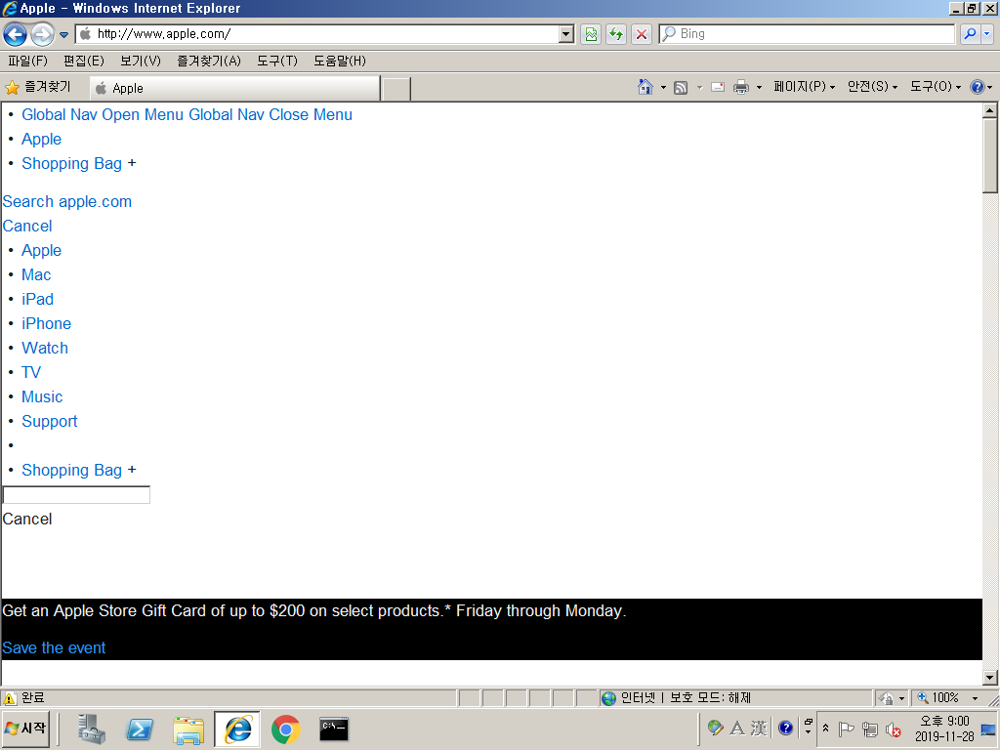 Apple - Windows Internet Explorer
http://www.apple.com/
Bing
파일(F) 편집(E) 보기(V) 즐겨찾기(A) 도구(T) 도움말(H)
즐겨찾기 Apple 페이지(P) 안전(S) 도구(O)
• Global Nav Open Menu Global Nav Close Menu
• Apple
• Shopping Bag +
Search apple.com
Cancel
• Apple
• Mac
• iPad
• iPhone
• Watch
• TV
• Music
• Support
•
• Shopping Bag +
Cancel
Get an Apple Store Gift Card of up to $200 on select products.* Friday through Monday.
Save the event
완료 인터넷 | 보호 모드: 해제 100%
시작 C:\_ A 漢 오후 9:00
2019-11-28